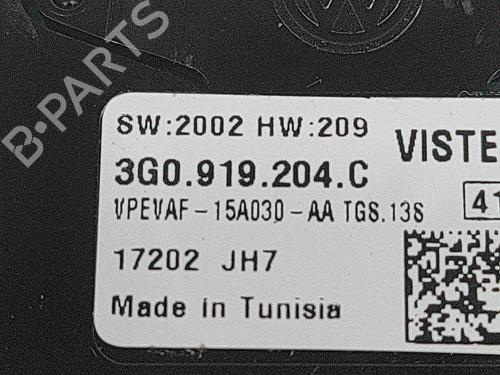 B-PARTS
SW:2002 HW:209
VISTE
3G0.919.204.C
41
VPEVAF-15A030-AA TGS.13S
17202 JH7
Made in Tunisia